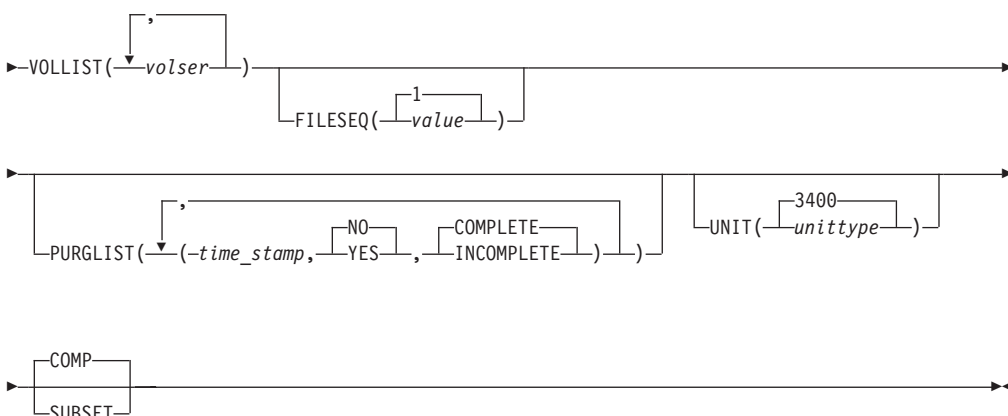 ,
VOLLIST( volser )
1
FILESEQ( value )
,
NO COMPLETE 3400
PURGLIST( (time_stamp, YES , INCOMPLETE ) ) UNIT( unittype )
COMP
SUBSET